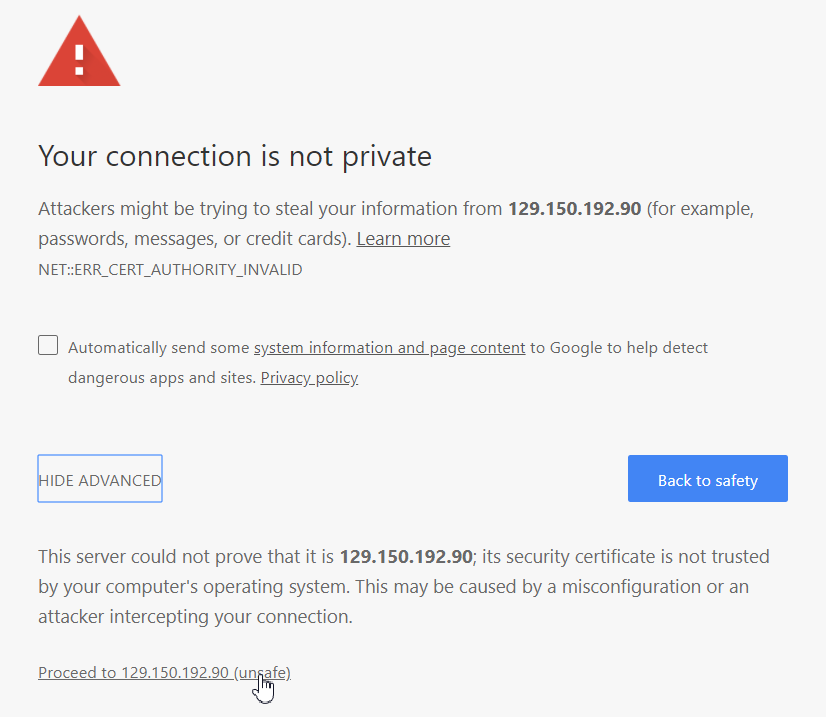 Your connection is not private
Attackers might be trying to steal your information from 129.150.192.90 (for example,
passwords, messages, or credit cards). Learn more
NET::ERR_CERT_AUTHORITY_INVALID
Automatically send some system information and page content to Google to help detect
dangerous apps and sites. Privacy policy
HIDE ADVANCED
Back to safety
This server could not prove that it is 129.150.192.90; its security certificate is not trusted
by your computer's operating system. This may be caused by a misconfiguration or an
attacker intercepting your connection.
Proceed to 129.150.192.90 (unsafe)